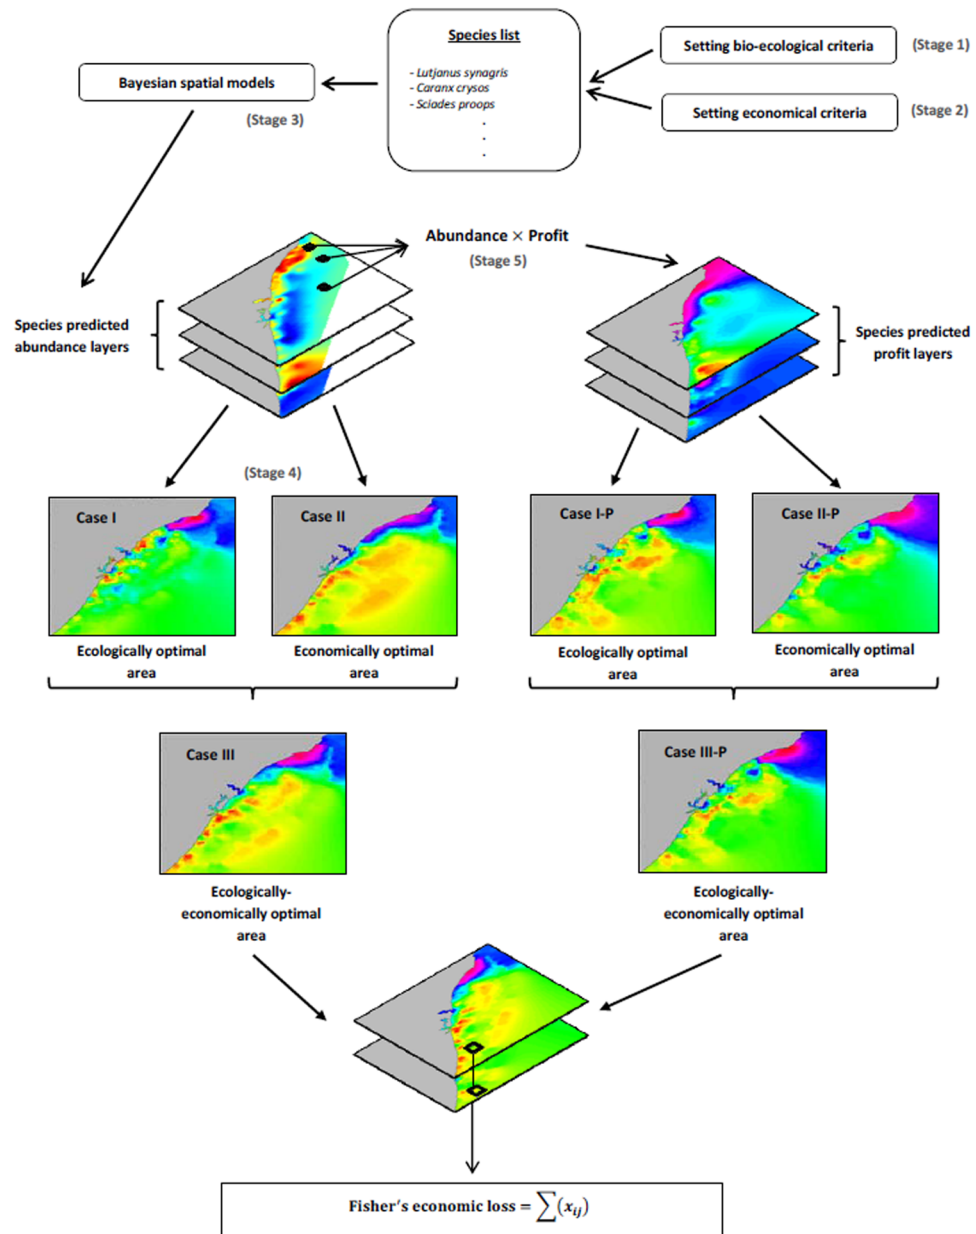 Species list
- Lutjanus synagris
- Caranx crysos
- Sciades proops
.
.
.
Setting bio-ecological criteria
(Stage 1)
Setting economical criteria
(Stage 2)
Bayesian spatial models
(Stage 3)
Abundance × Profit
(Stage 5)
Species predicted
abundance layers
Species predicted
profit layers
(Stage 4)
Case I
Case II
Case I-P
Case II-P
Ecologically optimal
area
Economically optimal
area
Ecologically optimal
area
Economically optimal
area
Case III
Case III-P
Ecologically-
economically optimal
area
Ecologically-
economically optimal
area
Fisher's economic loss = ∑(xij)